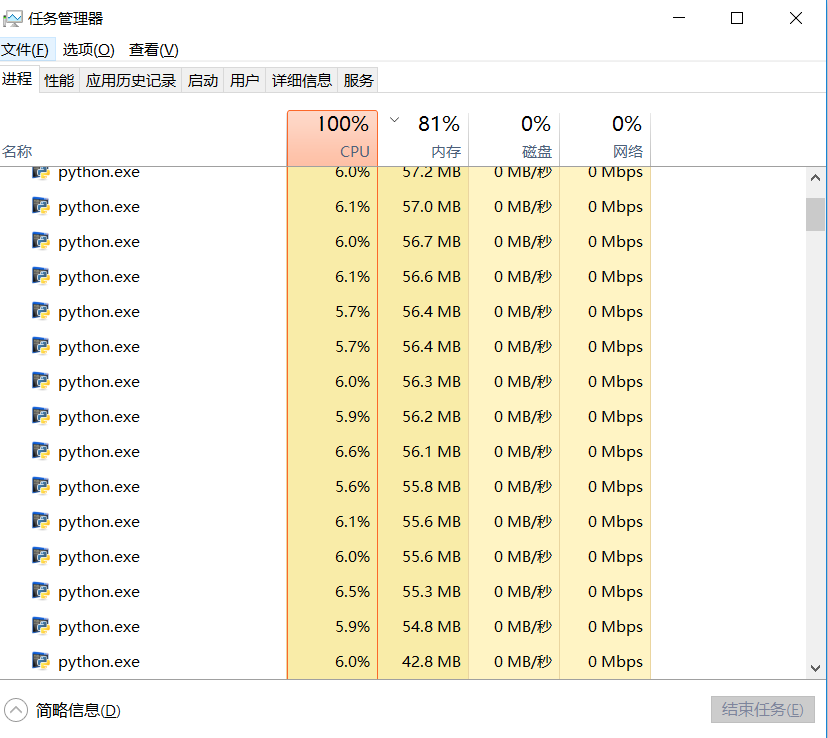 任务管理器
文件(F) 选项(O) 查看(V)
进程 性能 应用历史记录 启动 用户 详细信息 服务
100% 81% 0% 0%
名称 CPU 内存 磁盘 网络
python.exe 6.0% 57.2 MB 0 MB/秒 0 Mbps
python.exe 6.1% 57.0 MB 0 MB/秒 0 Mbps
python.exe 6.0% 56.7 MB 0 MB/秒 0 Mbps
python.exe 6.1% 56.6 MB 0 MB/秒 0 Mbps
python.exe 5.7% 56.4 MB 0 MB/秒 0 Mbps
python.exe 5.7% 56.4 MB 0 MB/秒 0 Mbps
python.exe 6.0% 56.3 MB 0 MB/秒 0 Mbps
python.exe 5.9% 56.2 MB 0 MB/秒 0 Mbps
python.exe 6.6% 56.1 MB 0 MB/秒 0 Mbps
python.exe 5.6% 55.8 MB 0 MB/秒 0 Mbps
python.exe 6.1% 55.6 MB 0 MB/秒 0 Mbps
python.exe 6.0% 55.6 MB 0 MB/秒 0 Mbps
python.exe 6.5% 55.3 MB 0 MB/秒 0 Mbps
python.exe 5.9% 54.8 MB 0 MB/秒 0 Mbps
python.exe 6.0% 42.8 MB 0 MB/秒 0 Mbps
简略信息(D) 结束任务(E)